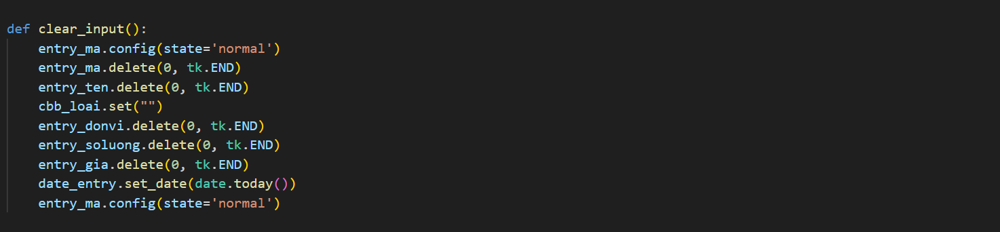 def clear_input():
    entry_ma.config(state='normal')
    entry_ma.delete(0, tk.END)
    entry_ten.delete(0, tk.END)
    cbb_loai.set("")
    entry_donvi.delete(0, tk.END)
    entry_soluong.delete(0, tk.END)
    entry_gia.delete(0, tk.END)
    date_entry.set_date(date.today())
    entry_ma.config(state='normal')